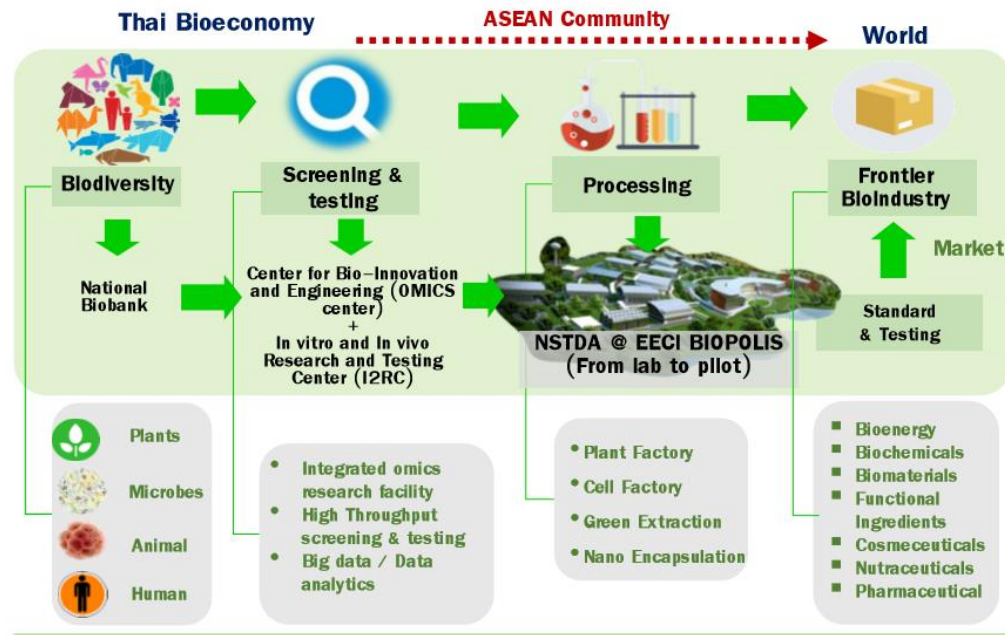 Thai Bioeconomy
ASEAN Community
World
Biodiversity
Screening &
testing
Processing
Frontier
Bioindustry
Market
National
Biobank
Center for Bio-Innovation
and Engineering (OMICS
center)
+
In vitro and In vivo
Research and Testing
Center (I2RC)
NSTDA @ EECI BIOPOLIS
(From lab to pilot)
Standard
& Testing
Plants
Microbes
Animal
Human
• Integrated omics
research facility
• High Throughput
screening & testing
• Big data / Data
analytics
• Plant Factory
• Cell Factory
• Green Extraction
• Nano Encapsulation
▪ Bioenergy
▪ Biochemicals
▪ Biomaterials
▪ Functional
Ingredients
▪ Cosmeceuticals
▪ Nutraceuticals
▪ Pharmaceutical